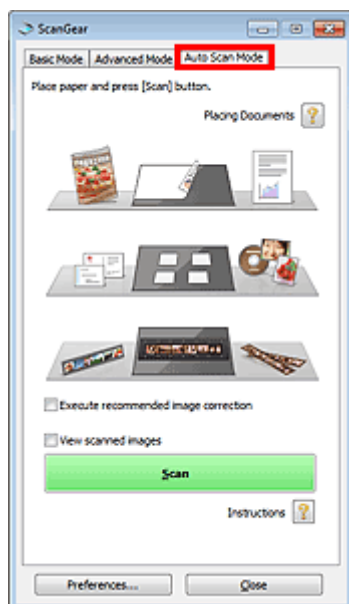 ScanGear
Basic Mode Advanced Mode Auto Scan Mode
Place paper and press [Scan] button.
Placing Documents ?
magazine
Execute recommended image correction
View scanned images
Scan
Instructions ?
Preferences... Close